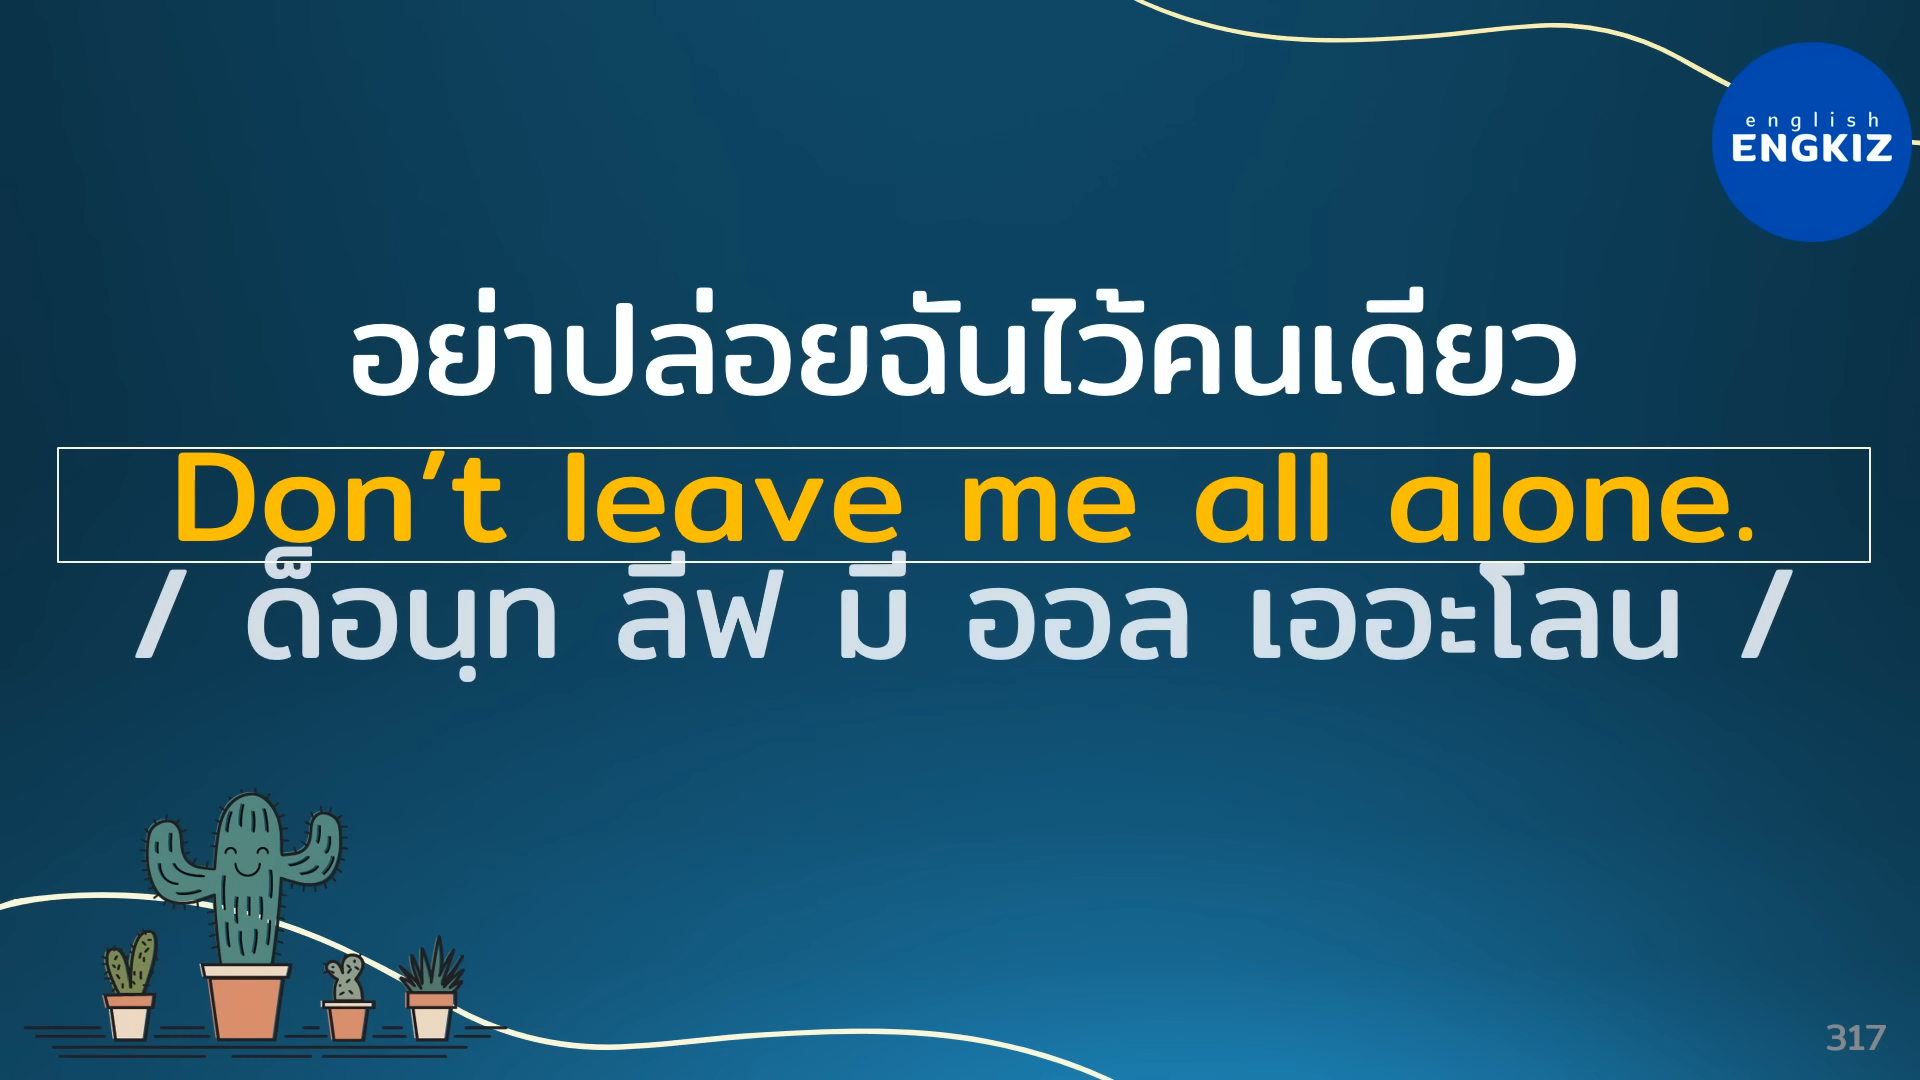 english
ENGKIZ
อย่าปล่อยฉันไว้คนเดียว
Don’t leave me all alone.
/ ด็อนฺุท ลีฟ มี ออล เออะโลน /
317